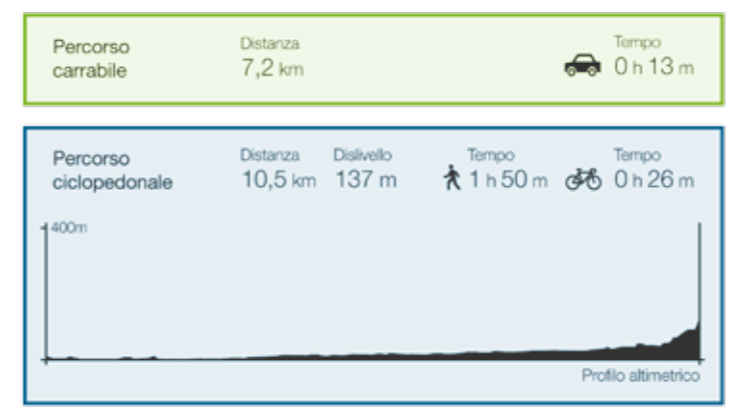 Percorso
carrabile
Distanza
7,2 km
Tempo
0 h 13 m
Percorso
ciclopedonale
Distanza
10,5 km
Dislivello
137 m
Tempo
1 h 50 m
Tempo
0 h 26 m
400m
Profilo altimetrico